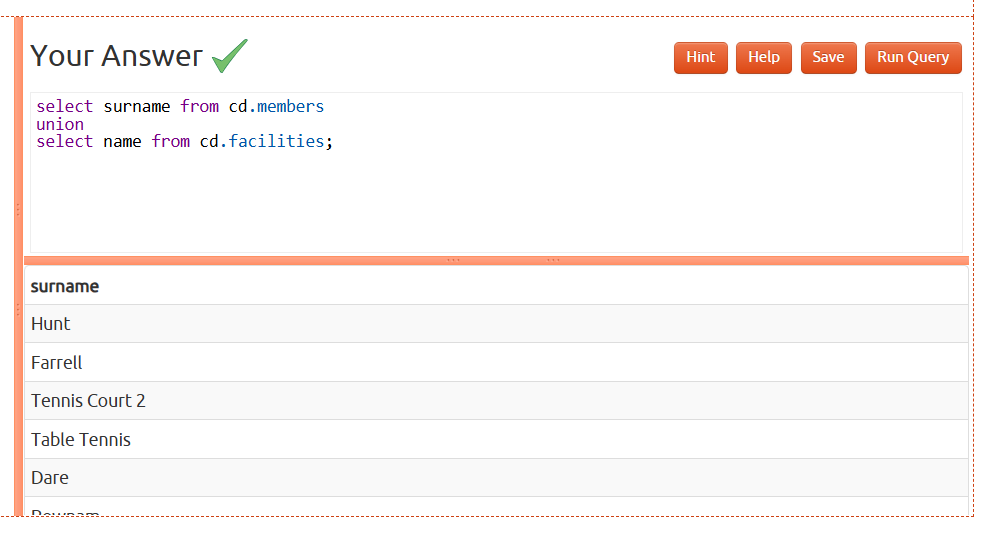 Your Answer
Hint Help Save Run Query
select surname from cd.members
union
select name from cd.facilities;
surname
Hunt
Farrell
Tennis Court 2
Table Tennis
Dare